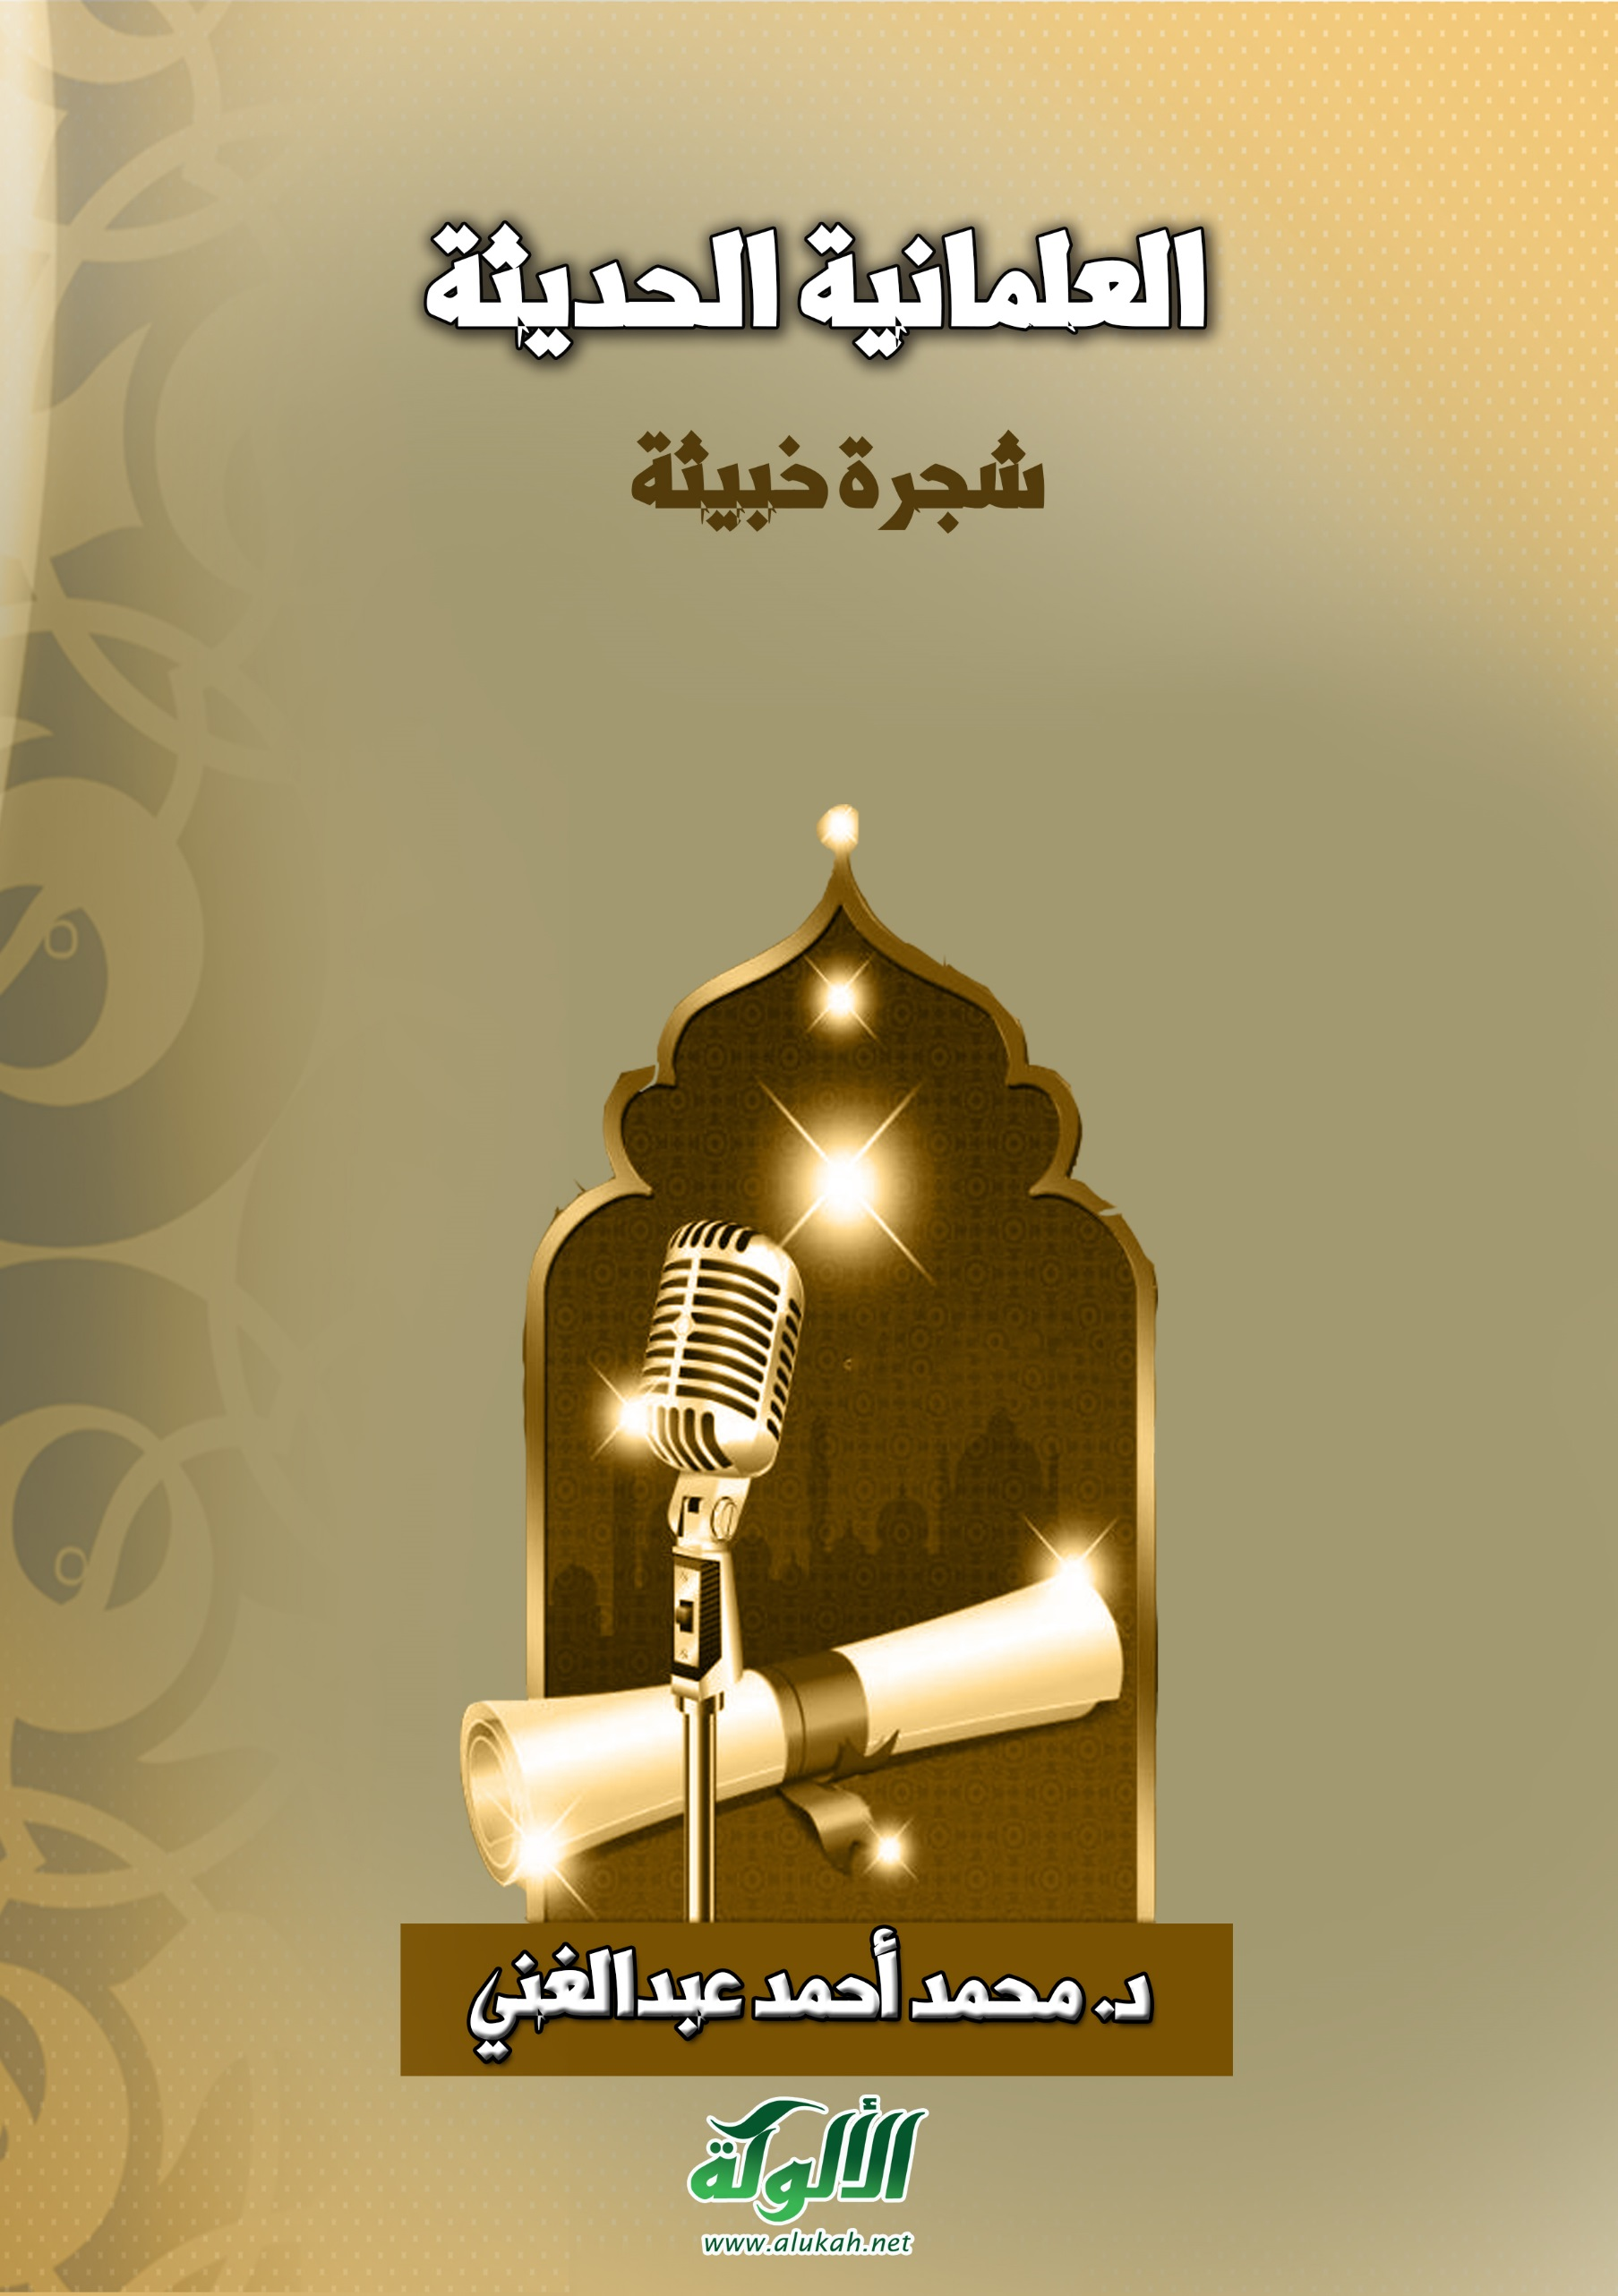 العلمانية الحديثة
شجرة خبيثة
د. محمد أحمد عبدالغني
الألوكة
www.alukah.net